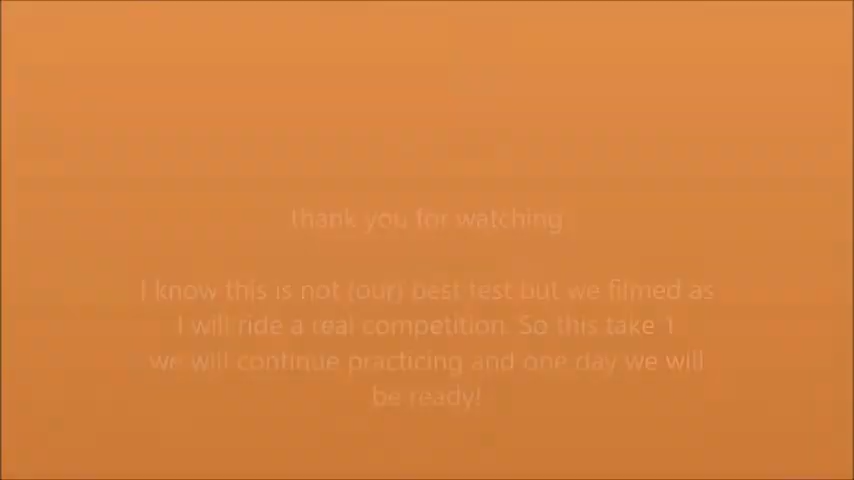 thank you for watching
I know this is not (our) best test but we filmed as
I will ride a real competition. So this take 1
we will continue practicing and one day we will
be ready!